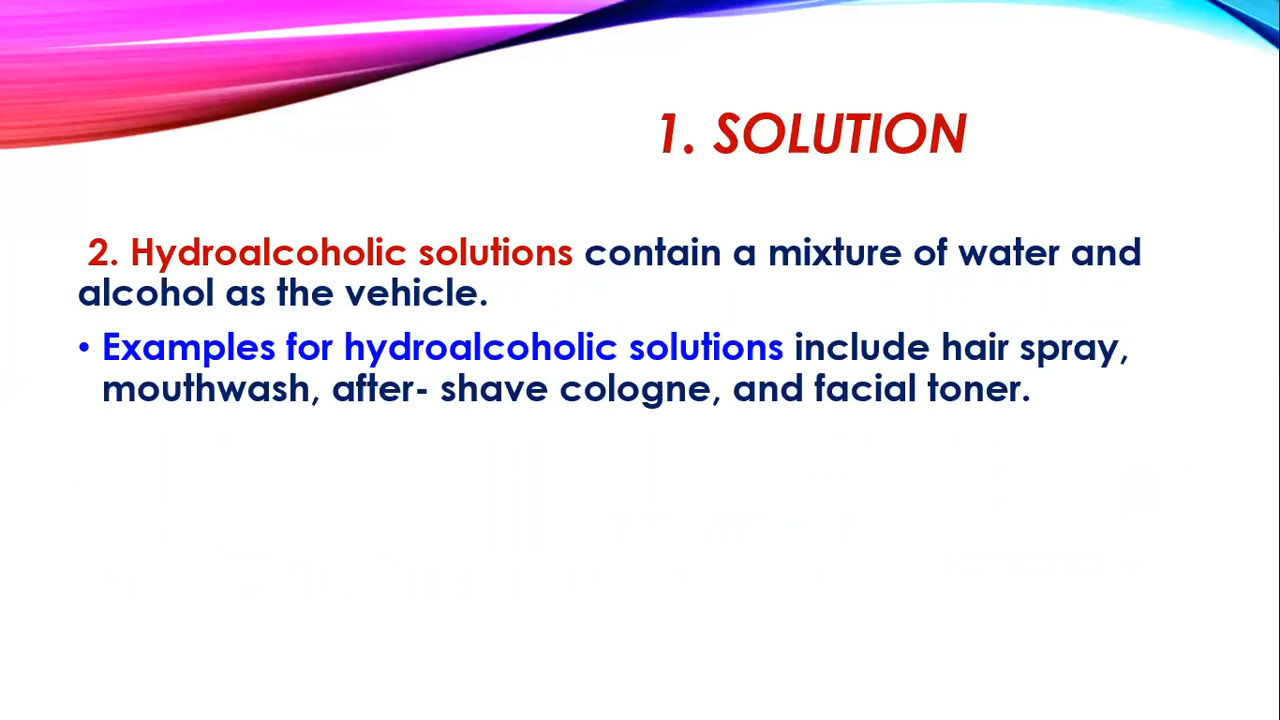 1. SOLUTION
2. Hydroalcoholic solutions contain a mixture of water and
alcohol as the vehicle.
• Examples for hydroalcoholic solutions include hair spray,
mouthwash, after- shave cologne, and facial toner.